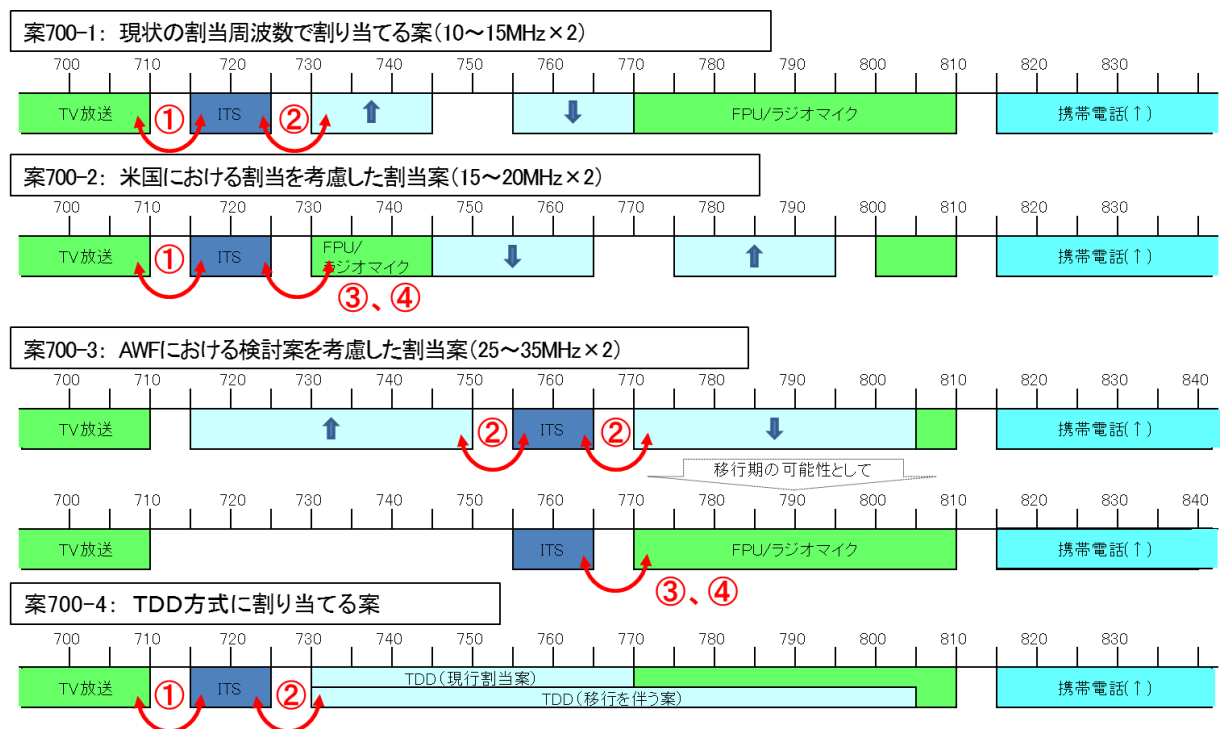 案700-1: 現状の割当周波数で割り当てる案(10～15MHz×2)
700 710 720 730 740 750 760 770 780 790 800 810 820 830
TV放送 ① ITS ② ⬆ ⬇ FPU/ラジオマイク 携帯電話(↑)
案700-2: 米国における割当を考慮した割当案(15～20MHz×2)
700 710 720 730 740 750 760 770 780 790 800 810 820 830
TV放送 ① ITS FPU/ラジオマイク ⬇ ⬆ 携帯電話(↑)
③、④
案700-3: AWFにおける検討案を考慮した割当案(25～35MHz×2)
700 710 720 730 740 750 760 770 780 790 800 810 820 830 840
TV放送 ⬆ ② ITS ② ⬇ 携帯電話(↑)
移行期の可能性として
700 710 720 730 740 750 760 770 780 790 800 810 820 830 840
TV放送 ITS FPU/ラジオマイク 携帯電話(↑)
③、④
案700-4: TDD方式に割り当てる案
700 710 720 730 740 750 760 770 780 790 800 810 820 830
TV放送 ① ITS ② TDD(現行割当案) 携帯電話(↑)
TDD(移行を伴う案)